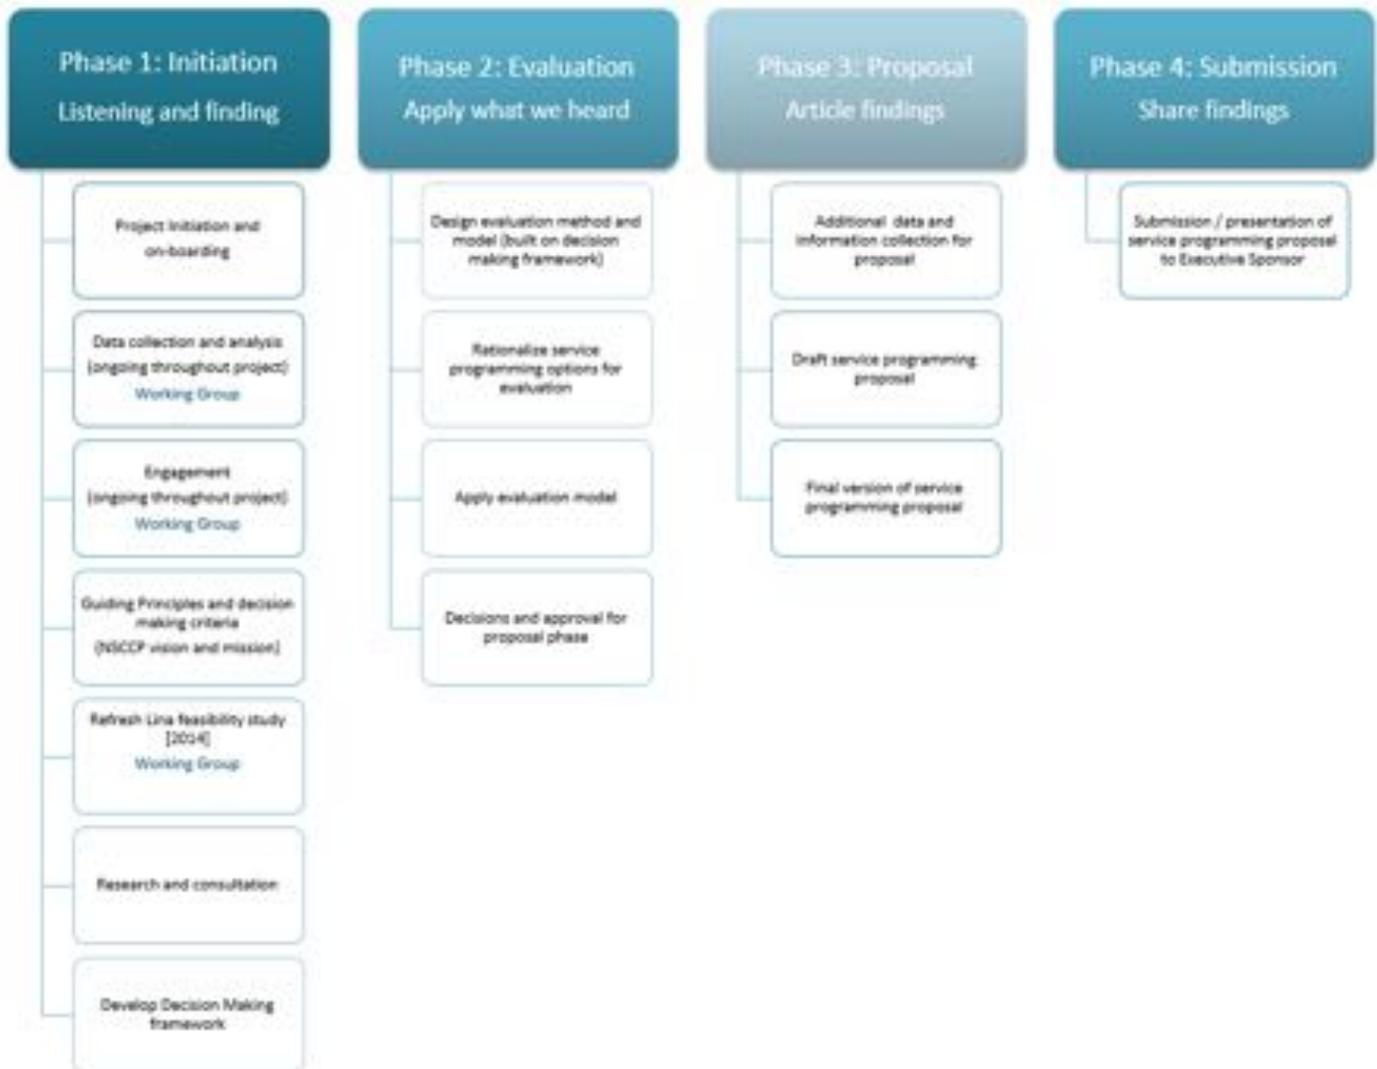 Phase 1: Initiation
Listening and finding
Project Initiation and
on-boarding
Data collection and analysis
(ongoing throughout project)
Working Group
Engagement
(ongoing throughout project)
Working Group
Guiding Principles and decision
making criteria
(NSCCP vision and mission)
Refresh Lina feasibility study
[2014]
Working Group
Research and consultation
Develop Decision Making
framework
Phase 2: Evaluation
Apply what we heard
Design evaluation method and
model (built on decision
making framework)
Rationalize service
programming options for
evaluation
Apply evaluation model
Decisions and approval for
proposal phase
Phase 3: Proposal
Article findings
Additional data and
information collection for
proposal
Draft service programming
proposal
Final version of service
programming proposal
Phase 4: Submission
Share findings
Submission / presentation of
service programming proposal
to Executive Sponsor